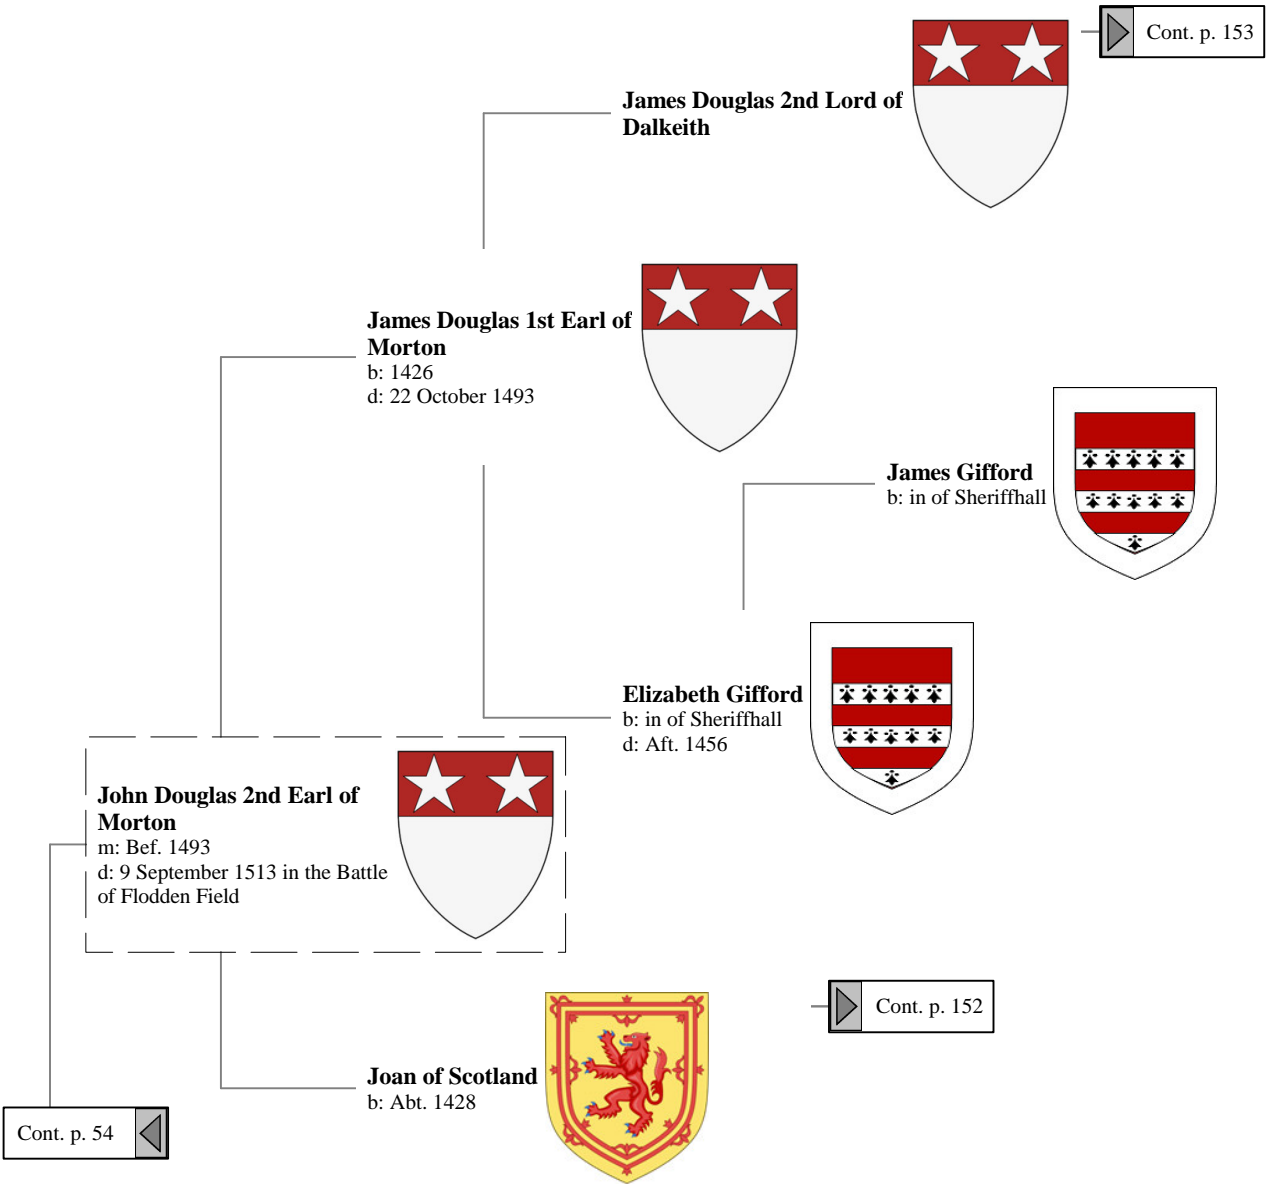 Cont. p. 153
James Douglas 2nd Lord of
Dalkeith
James Douglas 1st Earl of
Morton
b: 1426
d: 22 October 1493
James Gifford
b: in of Sheriffhall
Elizabeth Gifford
b: in of Sheriffhall
d: Aft. 1456
John Douglas 2nd Earl of
Morton
m: Bef. 1493
d: 9 September 1513 in the Battle
of Flodden Field
Cont. p. 152
Joan of Scotland
b: Abt. 1428
Cont. p. 54